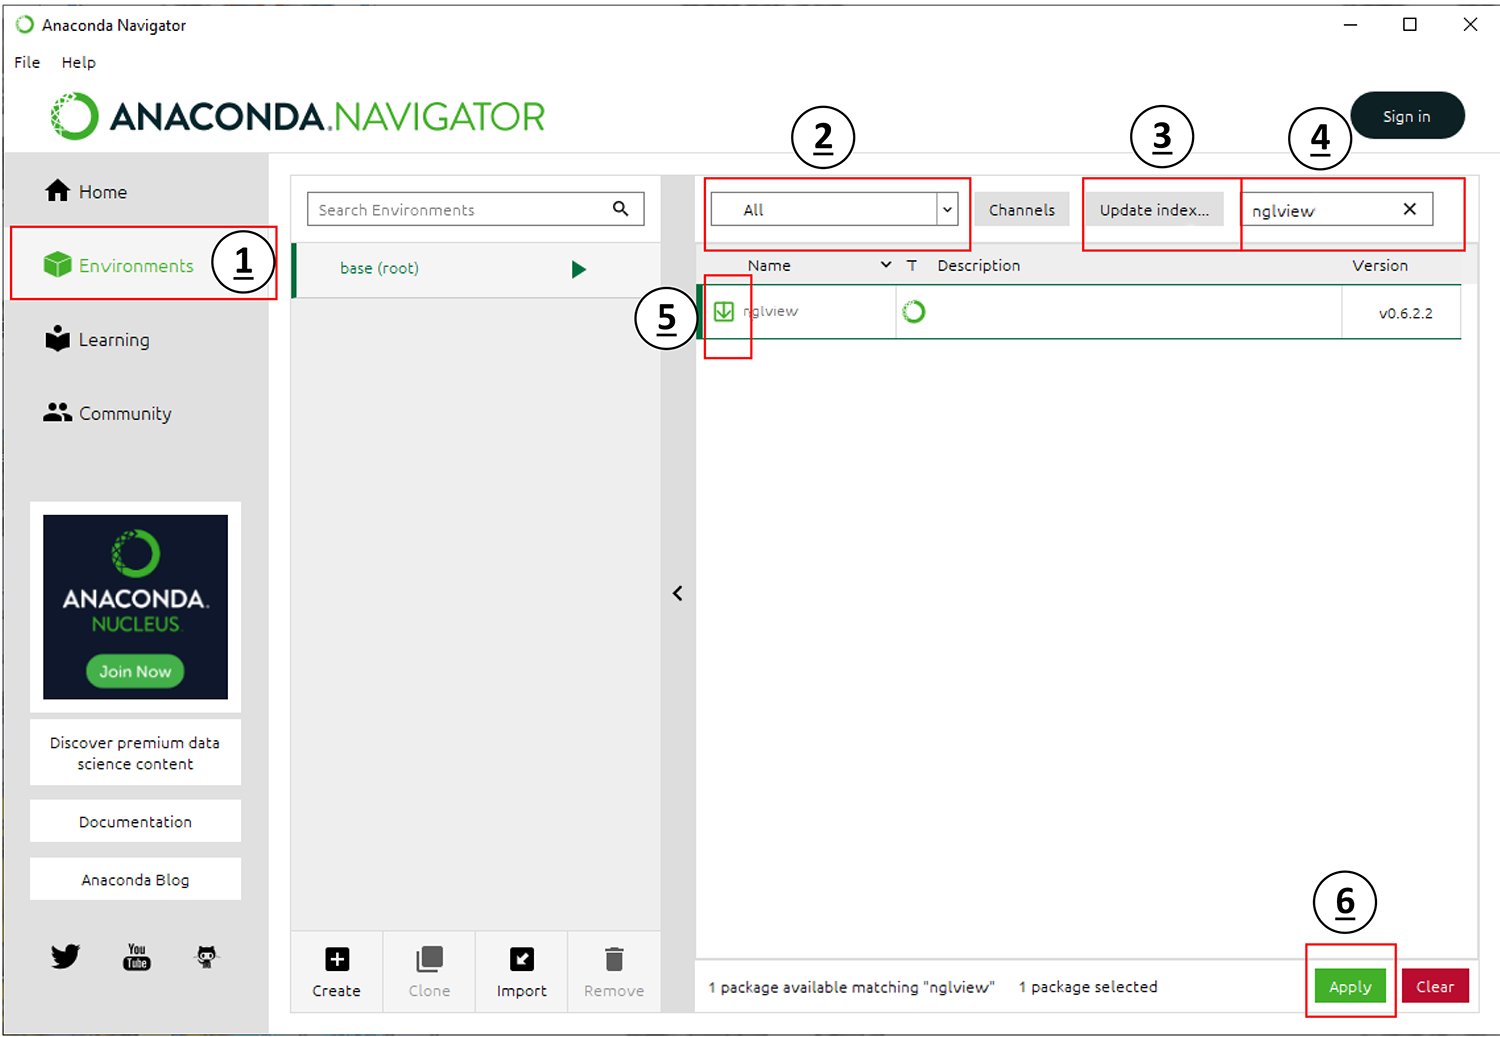 Anaconda Navigator
File Help
ANACONDA.NAVIGATOR
Sign in
2
3
4
Home
Environments
1
Learning
Community
ANACONDA.
NUCLEUS
Join Now
Discover premium data
science content
Documentation
Anaconda Blog
You
Tube
Search Environments
base (root)
Create
Clone
Import
Remove
All
Channels
Update index...
nglview
Name
T
Description
Version
5
nglview
v0.6.2.2
6
1 package available matching "nglview" 1 package selected
Apply
Clear